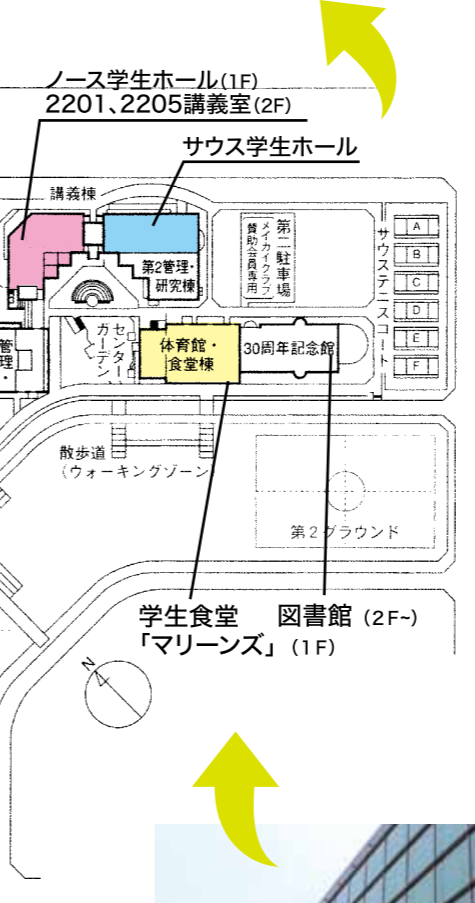 ノース学生ホール(1F)
2201、2205講義室(2F)
サウス学生ホール
講義棟
第2管理・
研究棟
第二駐車場
メイカイクラブ
賛助会員専用
サウステニスコート
A
B
C
D
E
F
管
理
・
センター
ガーデン
体育館・
食堂棟
30周年記念館
散歩道
(ウォーキングゾーン)
第2グラウンド
学生食堂
「マリーンズ」(1F)
図書館(2F~)
N